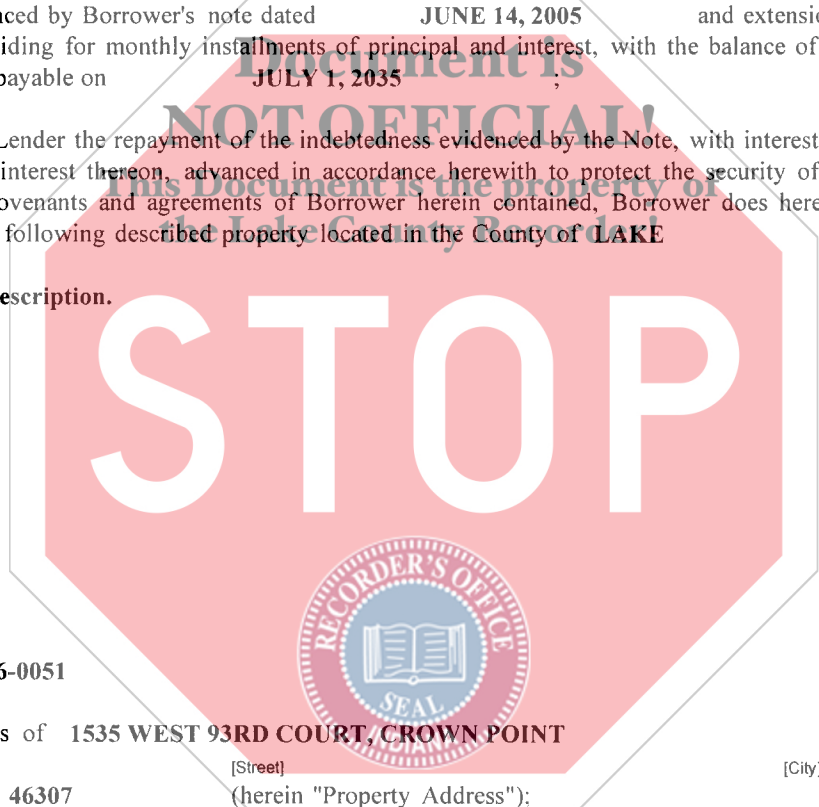 nced by Borrower's note dated JUNE 14, 2005 and extensi
iding for monthly installments of principal and interest, with the balance of
payable on JULY 1, 2035 ;
Document is
NOT OFFICIAL!
Lender the repayment of the indebtedness evidenced by the Note, with interest
interest thereon, advanced in accordance herewith to protect the security of
This Document is the property of
ovenants and agreements of Borrower herein contained, Borrower does here
the Lake County Recorder!
following described property located in the County of LAKE
escription.
STOP
RECORDER'S OFFICE
SEAL
INDIANA
6-0051
s of 1535 WEST 93RD COURT, CROWN POINT
[Street] [City
46307 (herein "Property Address");